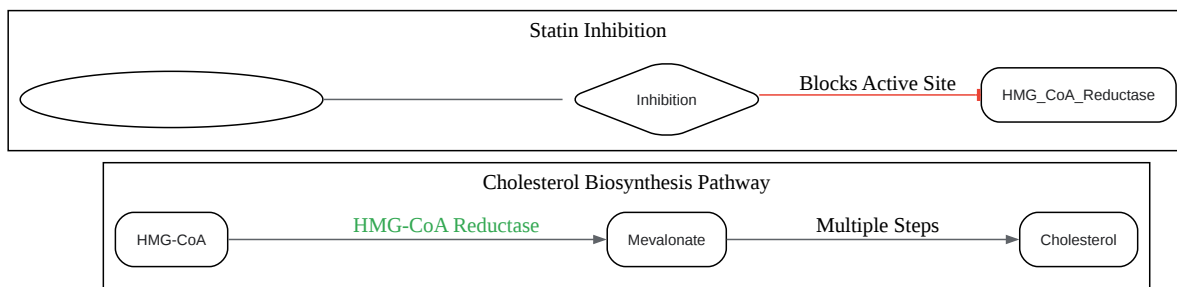 Statin Inhibition
Inhibition
Blocks Active Site
HMG_CoA_Reductase
Cholesterol Biosynthesis Pathway
HMG-CoA
HMG-CoA Reductase
Mevalonate
Multiple Steps
Cholesterol